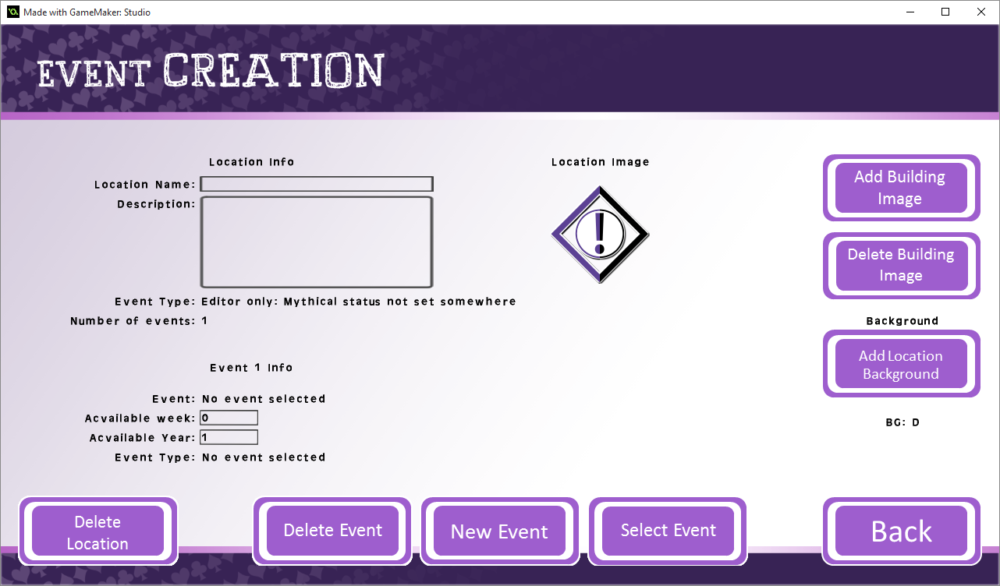 Made with GameMaker: Studio
EVENT CREATION
Location Info
Location Image
Location Name:
Description:
Event Type: Editor only: Mythical status not set somewhere
Number of events: 1
Event 1 Info
Event: No event selected
Acvailable week: 0
Acvailable Year: 1
Event Type: No event selected
Add Building
Image
Delete Building
Image
Background
Add Location
Background
BG: D
Delete
Location
Delete Event
New Event
Select Event
Back